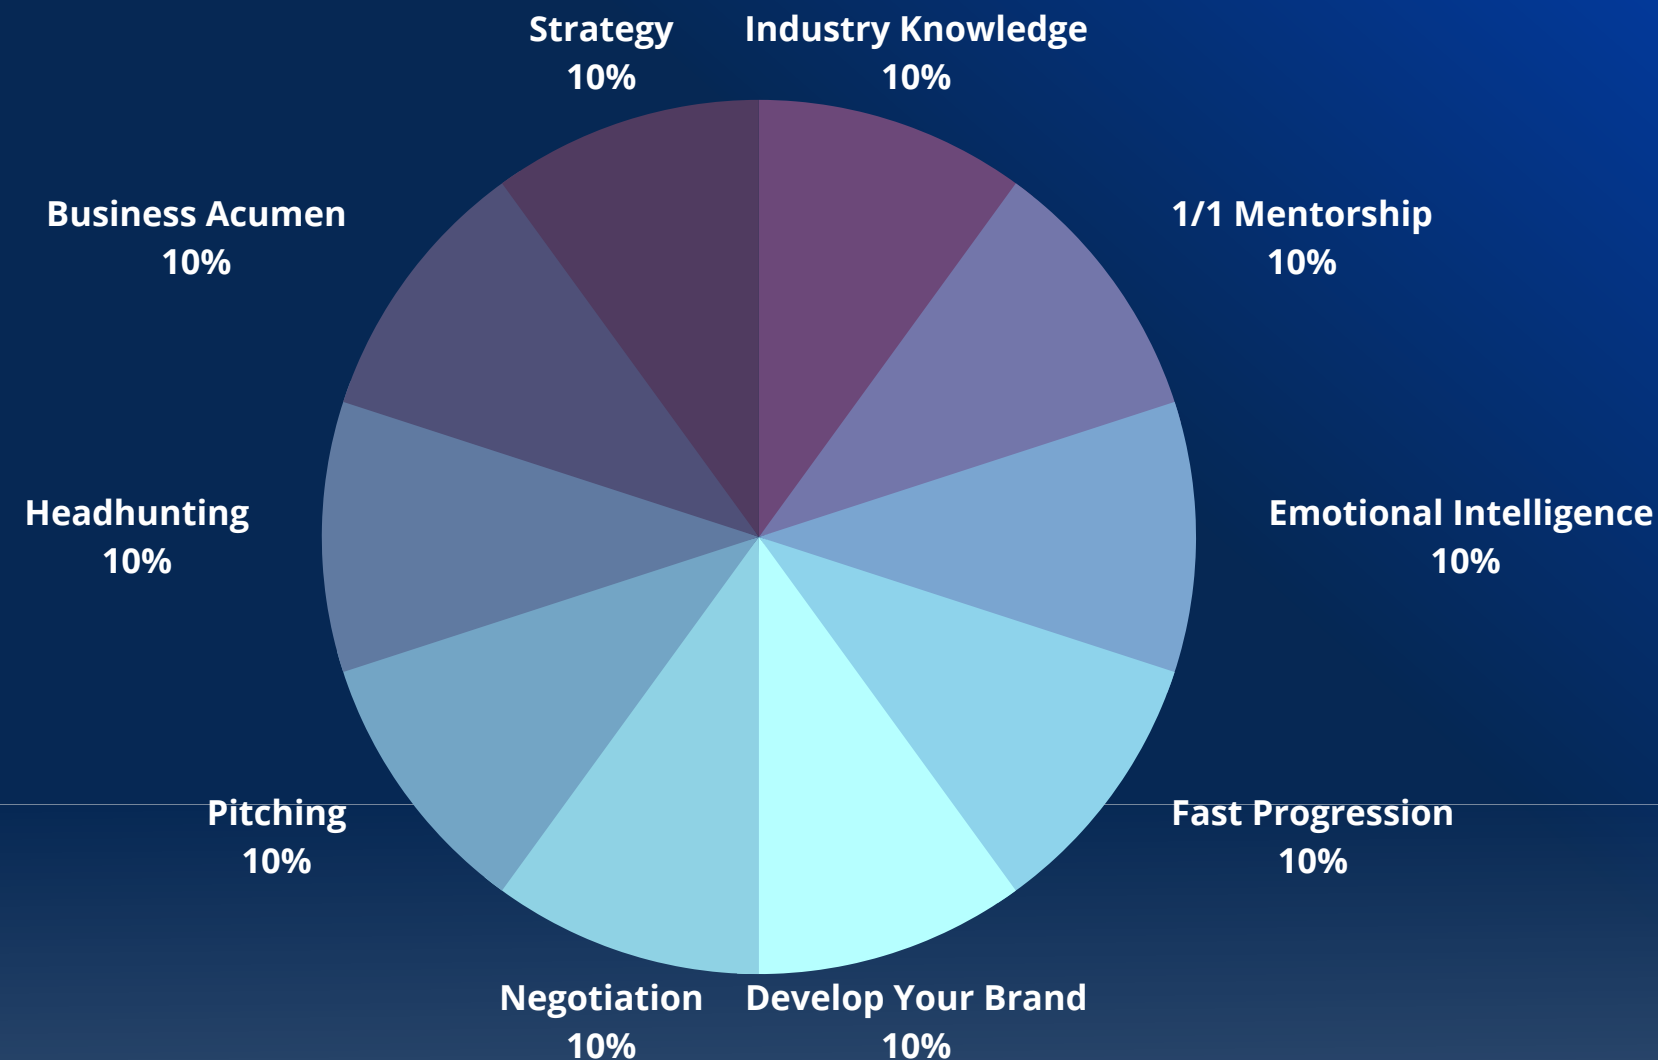 Strategy
10%
Industry Knowledge
10%
1/1 Mentorship
10%
Emotional Intelligence
10%
Fast Progression
10%
Develop Your Brand
10%
Negotiation
10%
Pitching
10%
Headhunting
10%
Business Acumen
10%